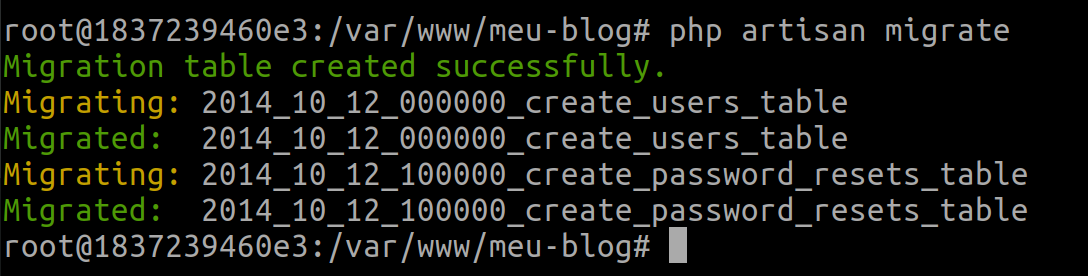 root@1837239460e3:/var/www/meu-blog# php artisan migrate
Migration table created successfully.
Migrating: 2014_10_12_000000_create_users_table
Migrated:  2014_10_12_000000_create_users_table
Migrating: 2014_10_12_100000_create_password_resets_table
Migrated:  2014_10_12_100000_create_password_resets_table
root@1837239460e3:/var/www/meu-blog#